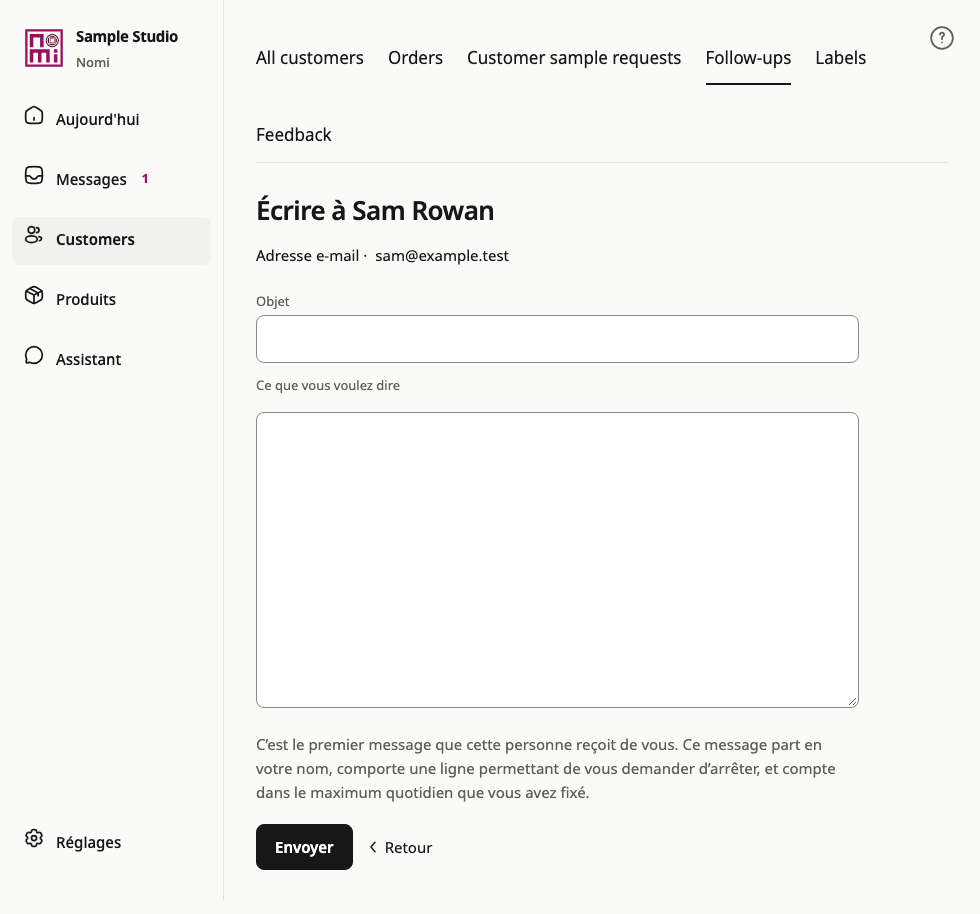 Sample Studio
Nomi
Aujourd'hui
Messages 1
Customers
Produits
Assistant
Réglages
All customers Orders Customer sample requests Follow-ups Labels
Feedback
Écrire à Sam Rowan
Adresse e-mail · sam@example.test
Objet
Ce que vous voulez dire
C’est le premier message que cette personne reçoit de vous. Ce message part en
votre nom, comporte une ligne permettant de vous demander d’arrêter, et compte
dans le maximum quotidien que vous avez fixé.
Envoyer Retour